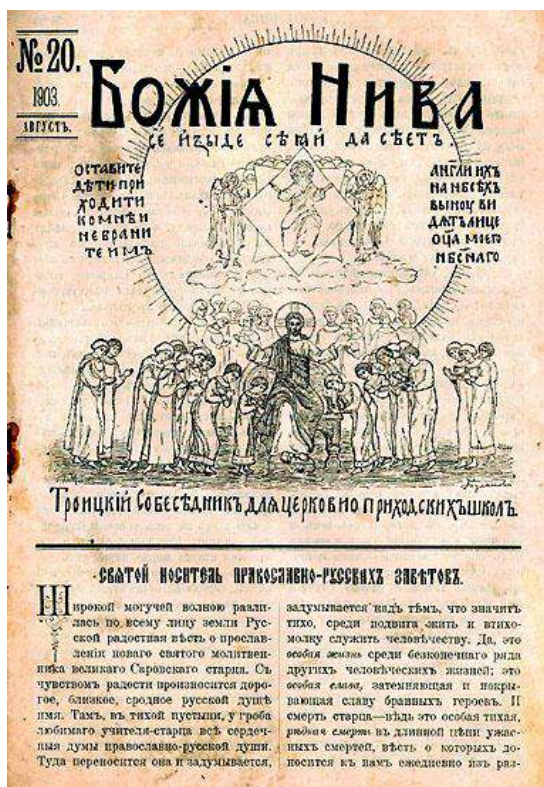 № 20.
1903.
АВГУСТЪ.
БОЖІЯ НИВА
СЕ ИЗЫДЕ СѢЯЙ ДА СѢЕТЪ
ОСТАВИТЕ
ДѢТИ ПРИ
ХОДИТИ
КО МНѢ И
НЕ БРАНИ
ТЕ ИМЪ
АНГЛИ ИХЪ
НА НБСѢХЪ
ВЫНОУ ВИ
ДЯТЪ ЛИЦЕ
ОЦА МОЕГО
НБСНАГО
Троицкій Собесѣдникъ для церковно приходскихъ школъ.
СВЯТОЙ НОСИТЕЛЬ ПРАВОСЛАВНО-РУССКИХЪ ЗАВѢТОВЪ.
Широкой могучей волною разли-
лась по всему лицу земли Рус-
ской радостная вѣсть о прослав-
леніи новаго святого молитвен-
ника великаго Саровскаго старца. Съ
чувствомъ радости произносится доро-
гое, близкое, сродное русской душѣ
имя. Тамъ, въ тихой пустыни, у гроба
любимаго учителя-старца всѣ сердеч-
ныя думы православно-русской души.
Туда переносится она и задумывается,
задумывается надъ тѣмъ, что значитъ
тихо, среди подвига жить и втихо-
молку служить человѣчеству. Да, это
особая жизнь среди безконечнаго ряда
другихъ человѣческихъ жизней; это
особая слава, затемняющая и покры-
вающая славу бранныхъ героевъ. И
смерть старца—вѣдь это особая тихая,
рѣдкая смерть въ длинной цѣпи ужас-
ныхъ смертей, вѣсть о которыхъ до-
носится къ намъ ежедневно изъ раз-